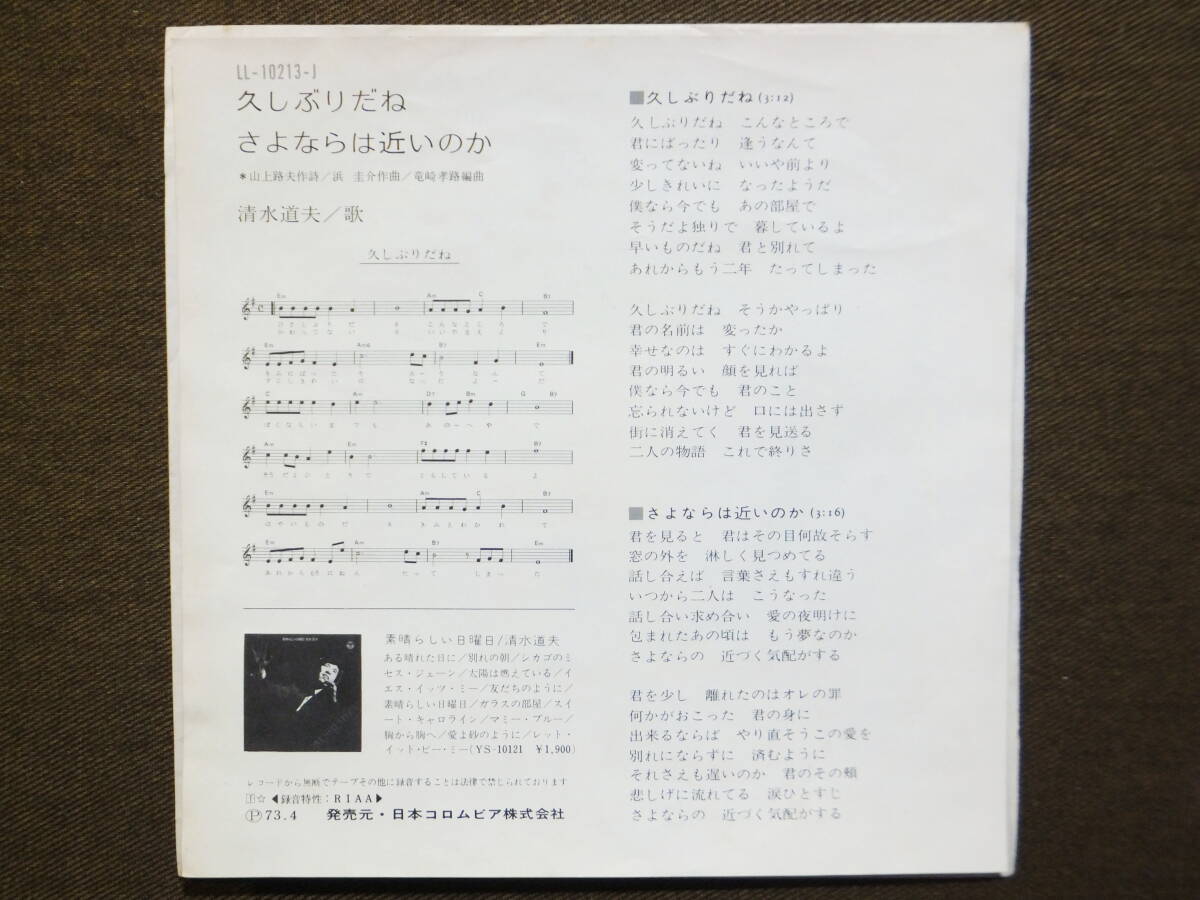 LL-10213-J
久しぶりだね
さよならは近いのか
*山上路夫作詩/浜 圭介作曲/竜崎孝路編曲
清水道夫/歌
久しぶりだね
素晴らしい日曜日/清水道夫
ある晴れた日に/別れの朝/シカゴのミ
セス・ジェーン/太陽は燃えている/イ
エス・イッツ・ミー/友だちのように/
素晴らしい日曜日/ガラスの部屋/スイ
ート・キャロライン/マミー・ブルー/
胸から胸へ/愛よ砂のように/レット・
イット・ビー・ミー(YS-10121 ¥1,900)
レコードから無断でテープその他に録音することは法律で禁じられております
◀録音特性:RIAA▶
Ⓟ73.4 発売元・日本コロムビア株式会社
■久しぶりだね(3:12)
久しぶりだね こんなところで
君にばったり 逢うなんて
変ってないね いいや前より
少しきれいに なったようだ
僕なら今でも あの部屋で
そうだよ独りで 暮しているよ
早いものだね 君と別れて
あれからもう二年 たってしまった
久しぶりだね そうかやっぱり
君の名前は 変ったか
幸せなのは すぐにわかるよ
君の明るい 顔を見れば
僕なら今でも 君のこと
忘られないけど 口には出さず
街に消えてく 君を見送る
二人の物語 これで終りさ
■さよならは近いのか(3:16)
君を見ると 君はその目何故そらす
窓の外を 淋しく見つめてる
話し合えば 言葉さえもすれ違う
いつから二人は こうなった
話し合い求め合い 愛の夜明けに
包まれたあの頃は もう夢なのか
さよならの 近づく気配がする
君を少し 離れたのはオレの罪
何かがおこった 君の身に
出来るならば やり直そうこの愛を
別れにならずに 済むように
それさえも遅いのか 君のその頬
悲しげに流れてる 涙ひとすじ
さよならの 近づく気配がする